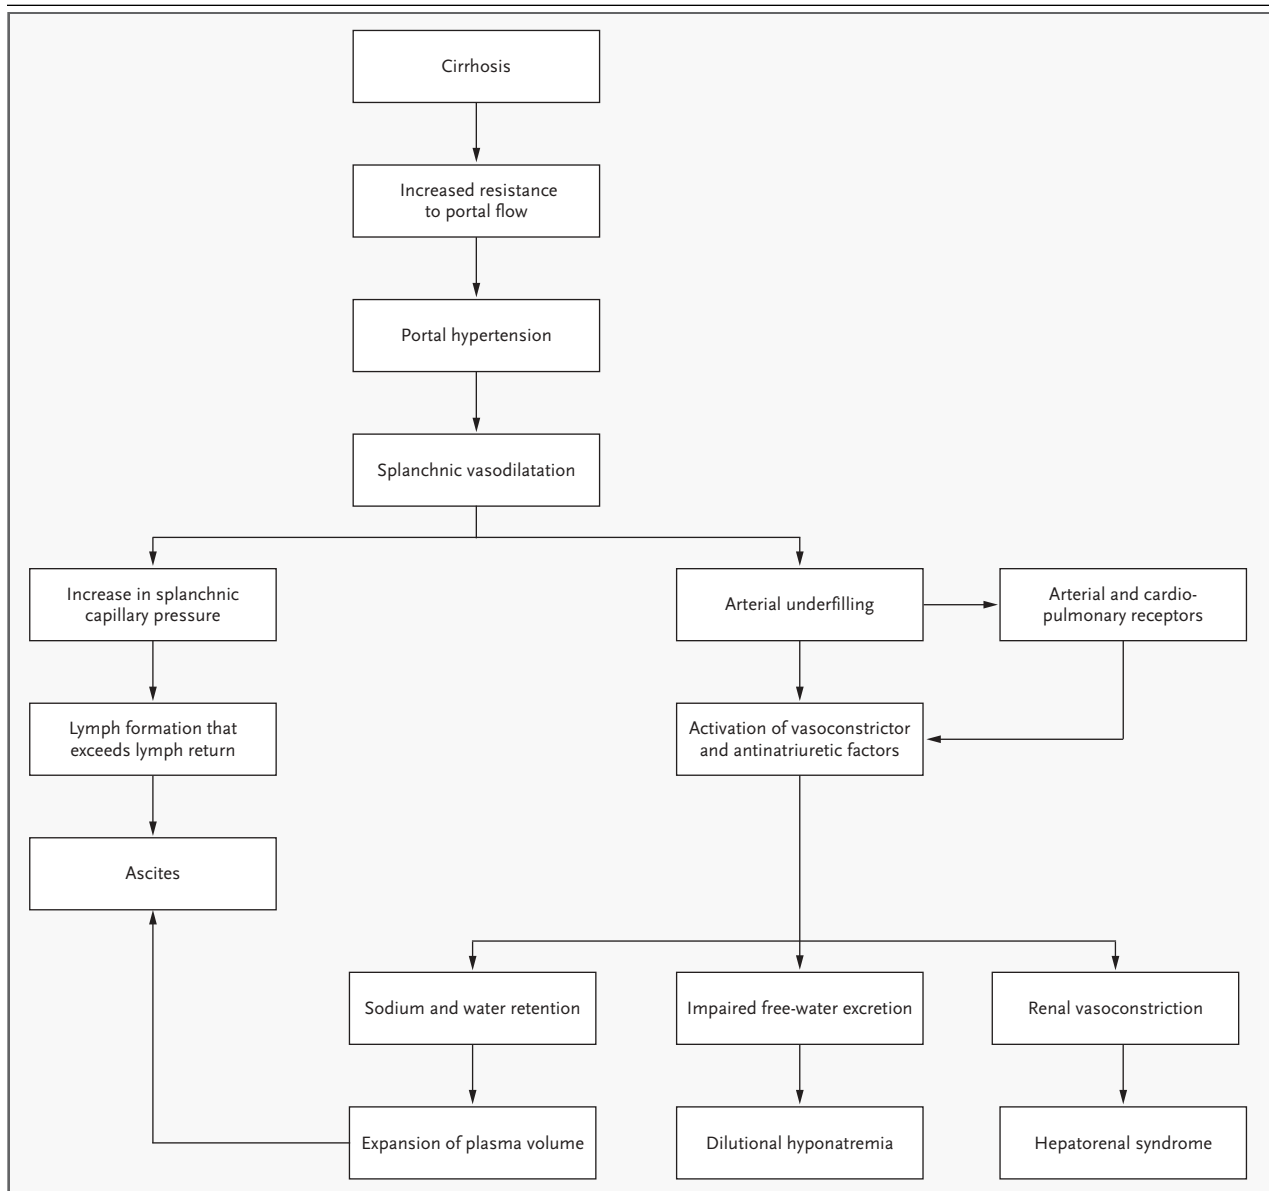 Cirrhosis
Increased resistance
to portal flow
Portal hypertension
Splanchnic vasodilatation
Increase in splanchnic
capillary pressure
Arterial underfilling
Arterial and cardio-
pulmonary receptors
Lymph formation that
exceeds lymph return
Activation of vasoconstrictor
and antinatriuretic factors
Ascites
Sodium and water retention
Impaired free-water excretion
Renal vasoconstriction
Expansion of plasma volume
Dilutional hyponatremia
Hepatorenal syndrome